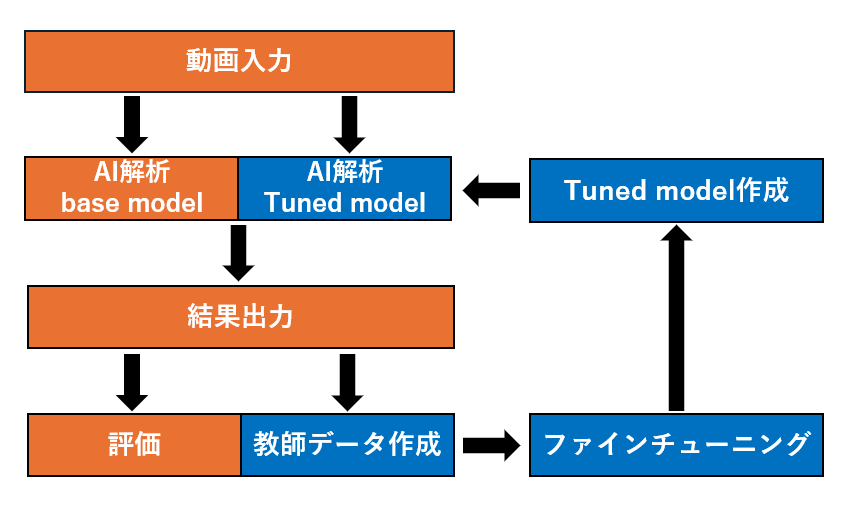 動画入力
AI解析
base model
AI解析
Tuned model
Tuned model作成
結果出力
評価
教師データ作成
ファインチューニング